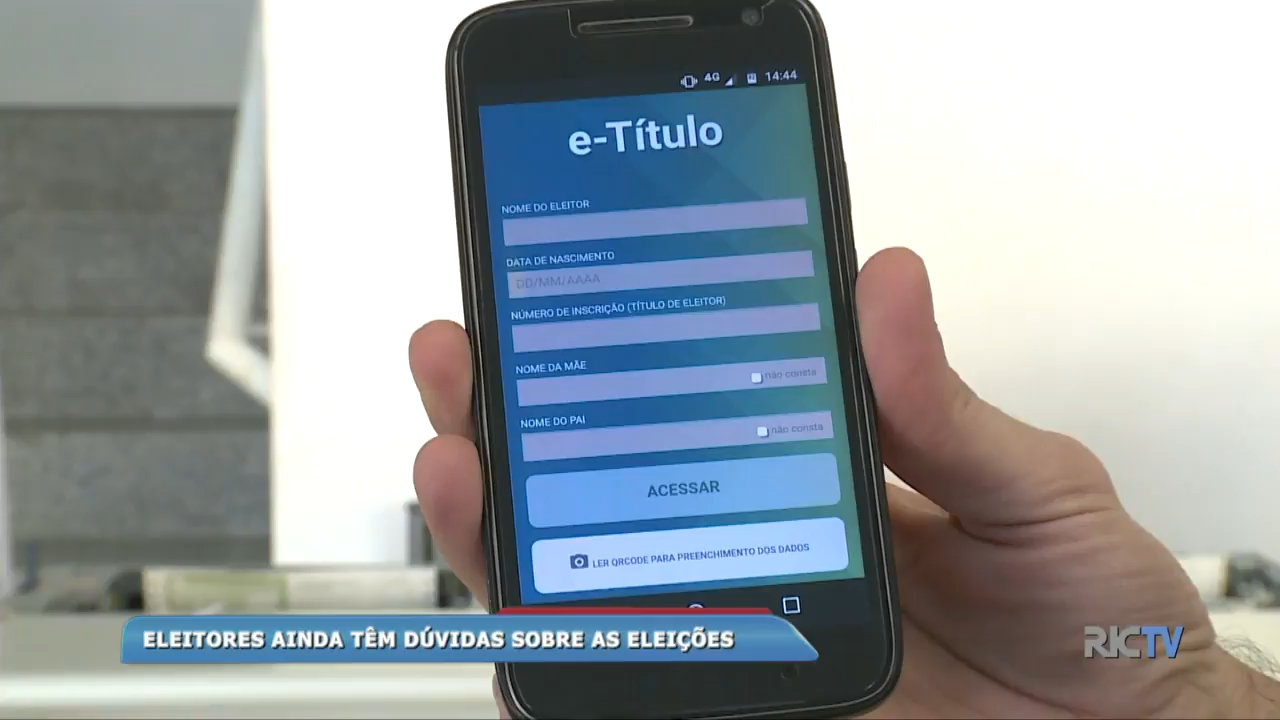 4G 14:44
e-Título
NOME DO ELEITOR
DATA DE NASCIMENTO
DD/MM/AAAA
NÚMERO DE INSCRIÇÃO (TÍTULO DE ELEITOR)
NOME DA MÃE
não consta
NOME DO PAI
não consta
ACESSAR
LER QRCODE PARA PREENCHIMENTO DOS DADOS
ELEITORES AINDA TÊM DÚVIDAS SOBRE AS ELEIÇÕES
RICTV